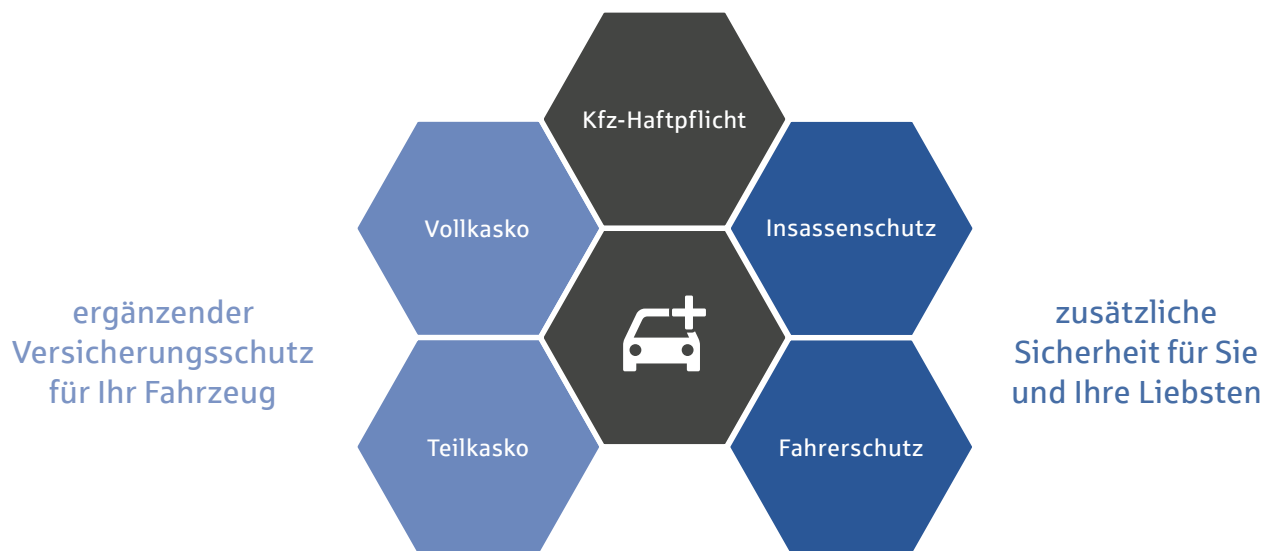 Kfz-Haftpflicht
Vollkasko
Insassenschutz
ergänzender
Versicherungsschutz
für Ihr Fahrzeug
zusätzliche
Sicherheit für Sie
und Ihre Liebsten
Teilkasko
Fahrerschutz